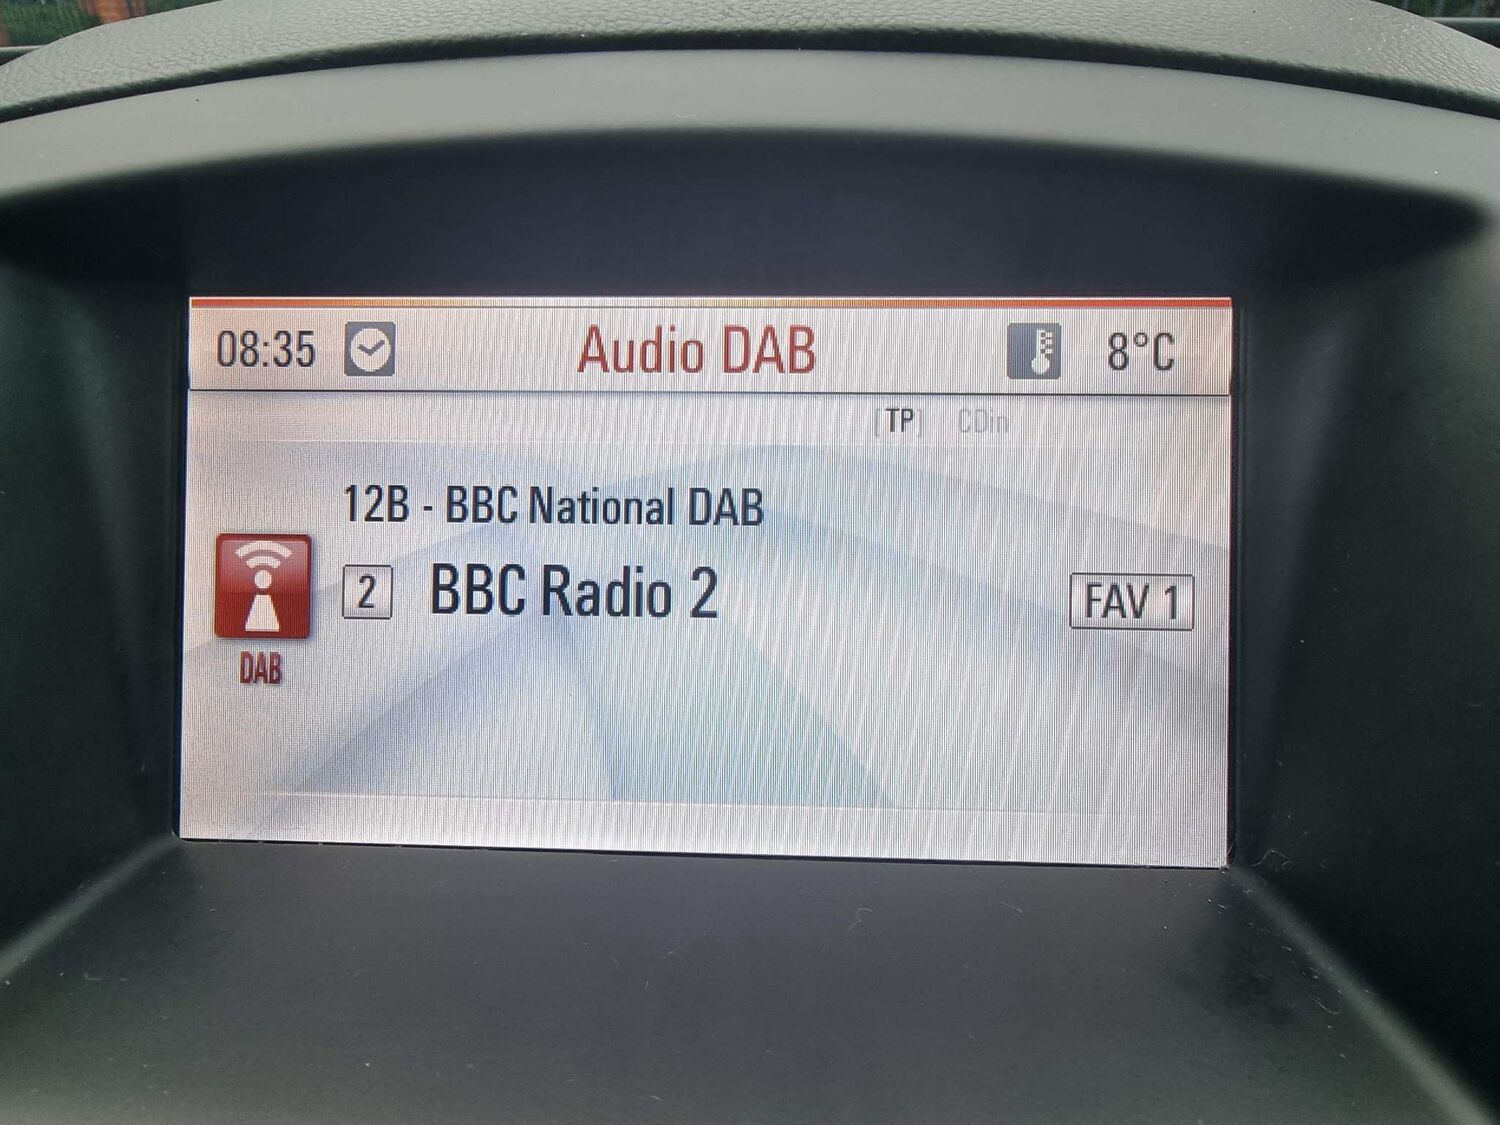 08:35 Audio DAB 8°C
[TP] CDin
12B - BBC National DAB
2 BBC Radio 2 FAV 1
DAB